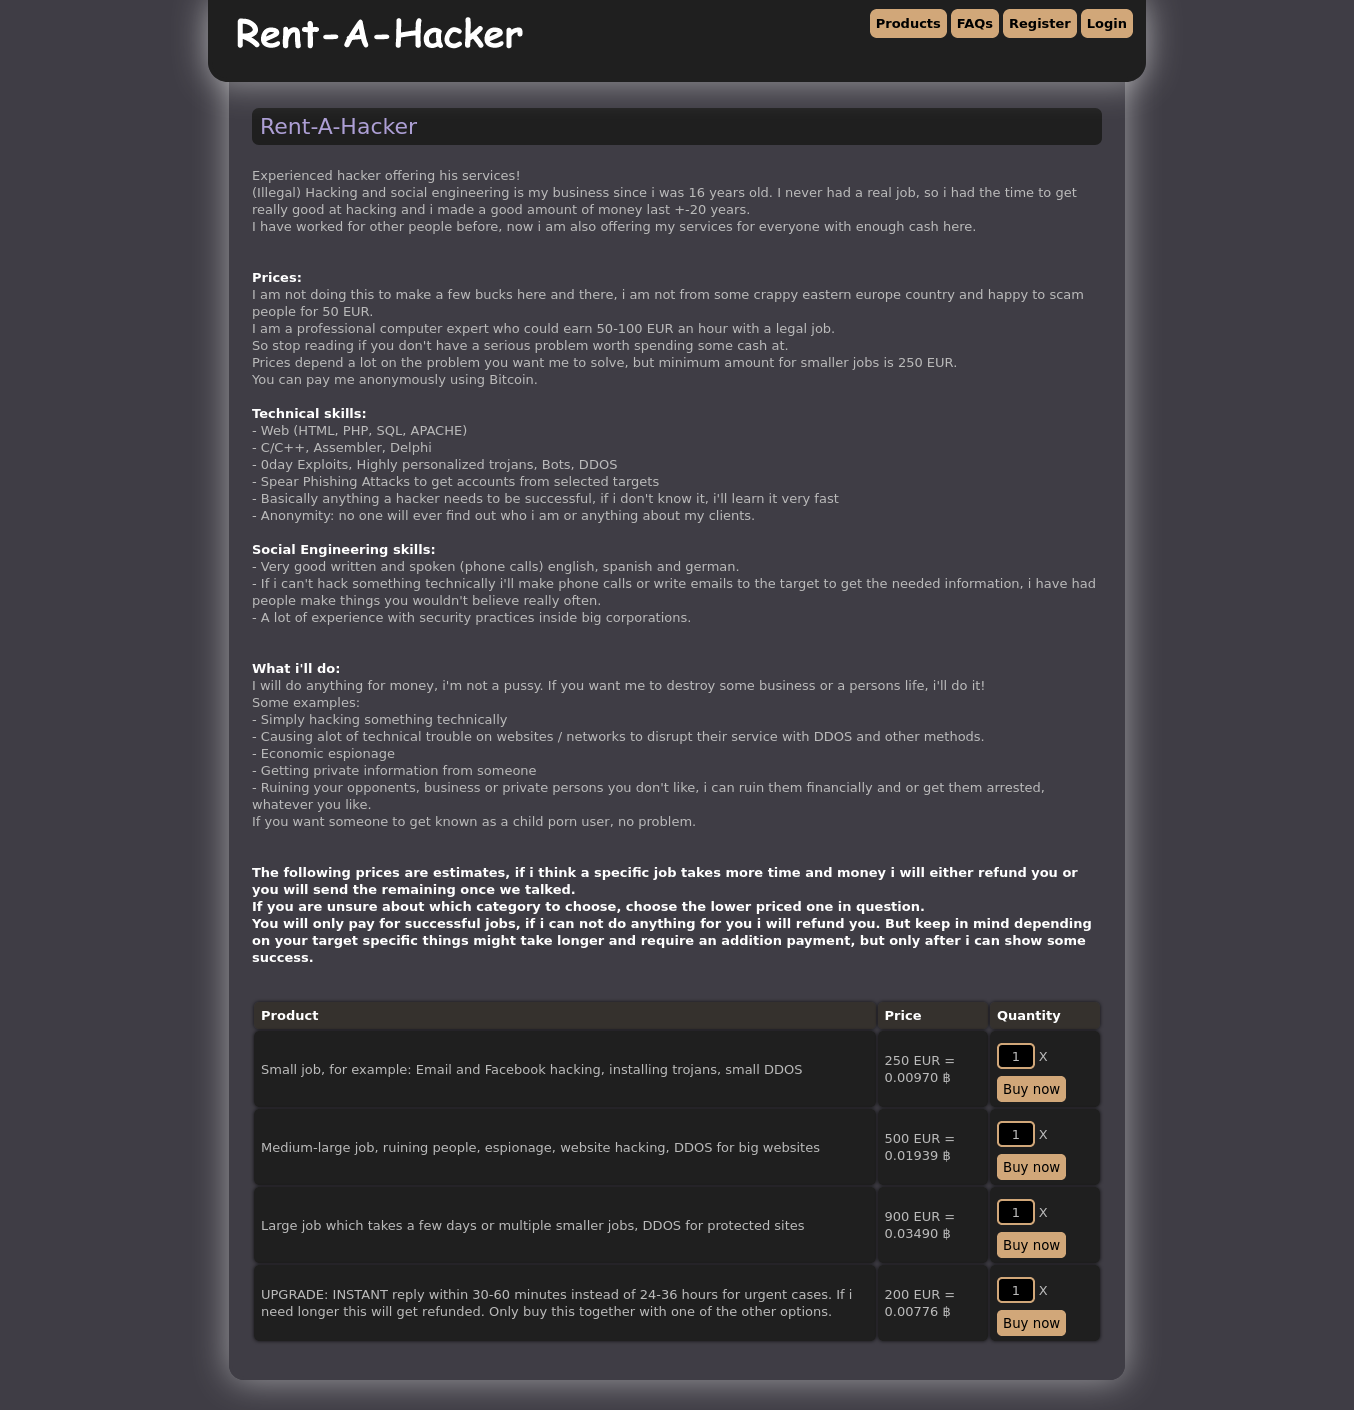 Rent-A-Hacker
Products FAQs Register Login
Rent-A-Hacker
Experienced hacker offering his services!
(Illegal) Hacking and social engineering is my business since i was 16 years old. I never had a real job, so i had the time to get
really good at hacking and i made a good amount of money last +-20 years.
I have worked for other people before, now i am also offering my services for everyone with enough cash here.
Prices:
I am not doing this to make a few bucks here and there, i am not from some crappy eastern europe country and happy to scam
people for 50 EUR.
I am a professional computer expert who could earn 50-100 EUR an hour with a legal job.
So stop reading if you don't have a serious problem worth spending some cash at.
Prices depend a lot on the problem you want me to solve, but minimum amount for smaller jobs is 250 EUR.
You can pay me anonymously using Bitcoin.
Technical skills:
- Web (HTML, PHP, SQL, APACHE)
- C/C++, Assembler, Delphi
- 0day Exploits, Highly personalized trojans, Bots, DDOS
- Spear Phishing Attacks to get accounts from selected targets
- Basically anything a hacker needs to be successful, if i don't know it, i'll learn it very fast
- Anonymity: no one will ever find out who i am or anything about my clients.
Social Engineering skills:
- Very good written and spoken (phone calls) english, spanish and german.
- If i can't hack something technically i'll make phone calls or write emails to the target to get the needed information, i have had
people make things you wouldn't believe really often.
- A lot of experience with security practices inside big corporations.
What i'll do:
I will do anything for money, i'm not a pussy. If you want me to destroy some business or a persons life, i'll do it!
Some examples:
- Simply hacking something technically
- Causing alot of technical trouble on websites / networks to disrupt their service with DDOS and other methods.
- Economic espionage
- Getting private information from someone
- Ruining your opponents, business or private persons you don't like, i can ruin them financially and or get them arrested,
whatever you like.
If you want someone to get known as a child porn user, no problem.
The following prices are estimates, if i think a specific job takes more time and money i will either refund you or
you will send the remaining once we talked.
If you are unsure about which category to choose, choose the lower priced one in question.
You will only pay for successful jobs, if i can not do anything for you i will refund you. But keep in mind depending
on your target specific things might take longer and require an addition payment, but only after i can show some
success.
Product Price Quantity
Small job, for example: Email and Facebook hacking, installing trojans, small DDOS
250 EUR =
0.00970 ฿
1 X
Buy now
Medium-large job, ruining people, espionage, website hacking, DDOS for big websites
500 EUR =
0.01939 ฿
1 X
Buy now
Large job which takes a few days or multiple smaller jobs, DDOS for protected sites
900 EUR =
0.03490 ฿
1 X
Buy now
UPGRADE: INSTANT reply within 30-60 minutes instead of 24-36 hours for urgent cases. If i
need longer this will get refunded. Only buy this together with one of the other options.
200 EUR =
0.00776 ฿
1 X
Buy now